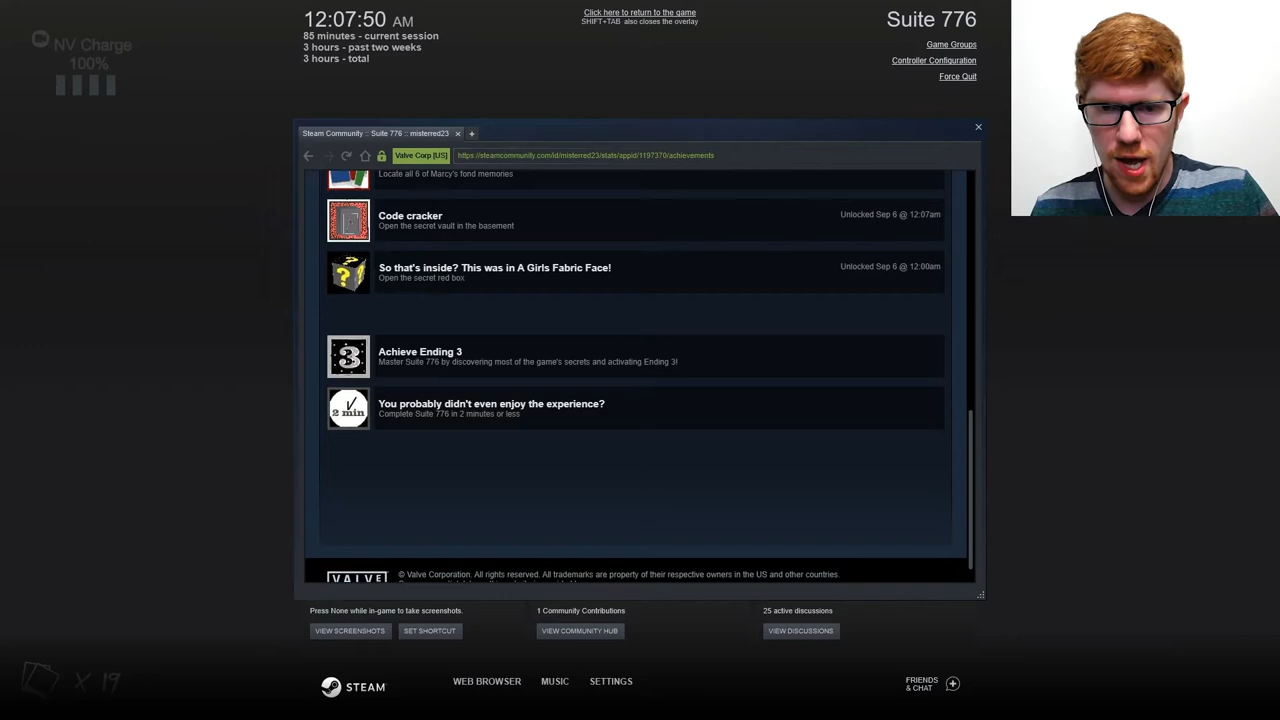 12:07:50 AM
85 minutes - current session
3 hours - past two weeks
3 hours - total
Click here to return to the game
SHIFT+TAB also closes the overlay
Suite 776
Game Groups
Controller Configuration
Force Quit
NV Charge
100%
Steam Community :: Suite 776 :: misterred23 × +
Valve Corp [US] https://steamcommunity.com/id/misterred23/stats/appid/1197370/achievements
Locate all 6 of Marcy's fond memories
Code cracker
Open the secret vault in the basement
Unlocked Sep 6 @ 12:07am
So that's inside? This was in A Girls Fabric Face!
Open the secret red box
Unlocked Sep 6 @ 12:00am
3
Achieve Ending 3
Master Suite 776 by discovering most of the game's secrets and activating Ending 3!
2 min
You probably didn't even enjoy the experience?
Complete Suite 776 in 2 minutes or less
VALVE
© Valve Corporation. All rights reserved. All trademarks are property of their respective owners in the US and other countries.
Press None while in-game to take screenshots.
VIEW SCREENSHOTS SET SHORTCUT
1 Community Contributions
VIEW COMMUNITY HUB
25 active discussions
VIEW DISCUSSIONS
X 19
STEAM
WEB BROWSER MUSIC SETTINGS
FRIENDS
& CHAT